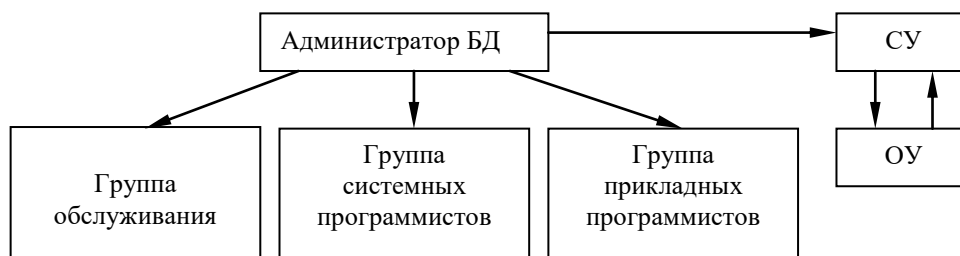 Администратор БД
СУ
Группа
обслуживания
Группа
системных
программистов
Группа
прикладных
программистов
ОУ